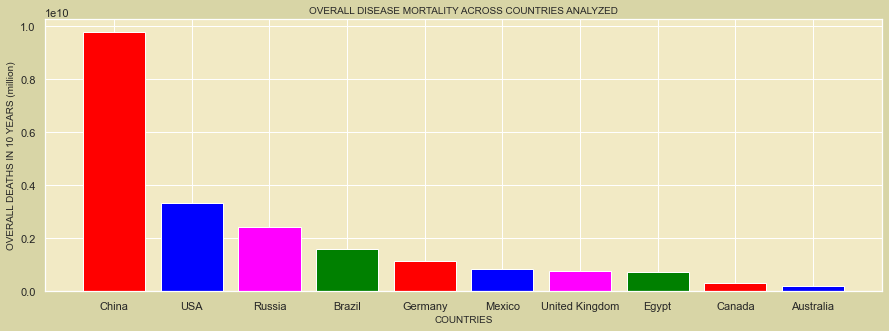 OVERALL DISEASE MORTALITY ACROSS COUNTRIES ANALYZED
1e10
1.0
0.8
0.6
0.4
0.2
0.0
OVERALL DEATHS IN 10 YEARS (million)
China USA Russia Brazil Germany Mexico United Kingdom Egypt Canada Australia
COUNTRIES